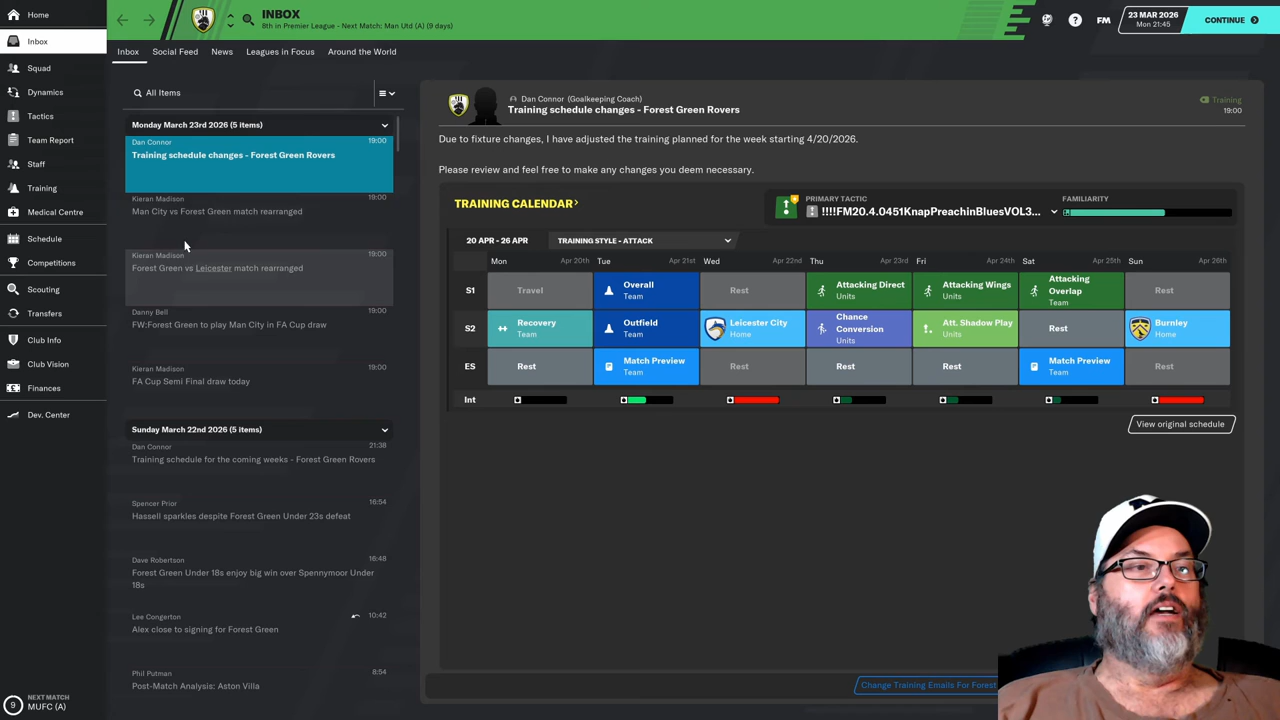 Home
Inbox
Squad
Dynamics
Tactics
Team Report
Staff
Training
Medical Centre
Schedule
Competitions
Scouting
Transfers
Club Info
Club Vision
Finances
Dev. Center
9
NEXT MATCH
MUFC (A)
INBOX
8th in Premier League - Next Match: Man Utd (A) (9 days)
?
FM
23 MAR 2026
Mon 21:45
CONTINUE
Inbox
Social Feed
News
Leagues in Focus
Around the World
All Items
Monday March 23rd 2026 (5 items)
Dan Connor 19:00
Training schedule changes - Forest Green Rovers
Kieran Madison 19:00
Man City vs Forest Green match rearranged
Kieran Madison 19:00
Forest Green vs Leicester match rearranged
Danny Bell 19:00
FW:Forest Green to play Man City in FA Cup draw
Kieran Madison 19:00
FA Cup Semi Final draw today
Sunday March 22nd 2026 (5 items)
Dan Connor 21:38
Training schedule for the coming weeks - Forest Green Rovers
Spencer Prior 16:54
Hassell sparkles despite Forest Green Under 23s defeat
Dave Robertson 16:48
Forest Green Under 18s enjoy big win over Spennymoor Under
18s
Lee Congerton 10:42
Alex close to signing for Forest Green
Phil Putman 8:54
Post-Match Analysis: Aston Villa
Dan Connor (Goalkeeping Coach)
Training schedule changes - Forest Green Rovers
Training
19:00
Due to fixture changes, I have adjusted the training planned for the week starting 4/20/2026.
Please review and feel free to make any changes you deem necessary.
TRAINING CALENDAR>
PRIMARY TACTIC
!!!!FM20.4.0451KnapPreachinBluesVOL3...
FAMILIARITY
20 APR - 26 APR
TRAINING STYLE - ATTACK
Mon Apr 20th Tue Apr 21st Wed Apr 22nd Thu Apr 23rd Fri Apr 24th Sat Apr 25th Sun Apr 26th
S1
Travel
Overall
Team
Rest
Attacking Direct
Units
Attacking Wings
Units
Attacking
Overlap
Team
Rest
S2
Recovery
Team
Outfield
Team
Leicester City
Home
Chance
Conversion
Units
Att. Shadow Play
Units
Rest
Burnley
Home
ES
Rest
Match Preview
Team
Rest
Rest
Rest
Match Preview
Team
Rest
Int
View original schedule
Change Training Emails For Forest